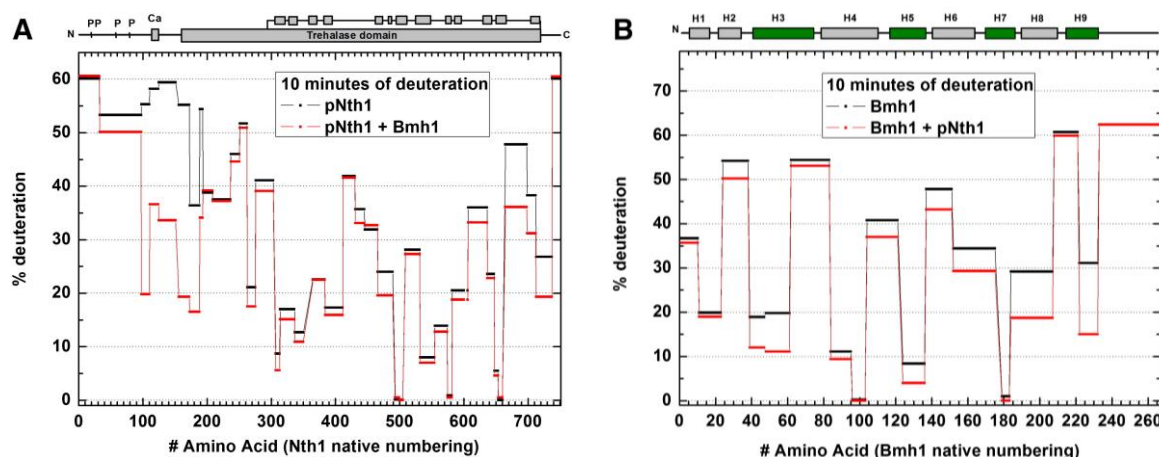 A
N
PP P P
Ca
Trehalase domain
C
10 minutes of deuteration
pNth1
pNth1 + Bmh1
% deuteration
60
50
40
30
20
10
0
0 100 200 300 400 500 600 700
# Amino Acid (Nth1 native numbering)
B
N
H1 H2 H3 H4 H5 H6 H7 H8 H9
C
10 minutes of deuteration
Bmh1
Bmh1 + pNth1
% deuteration
70
60
50
40
30
20
10
0
0 20 40 60 80 100 120 140 160 180 200 220 240 260
# Amino Acid (Bmh1 native numbering)